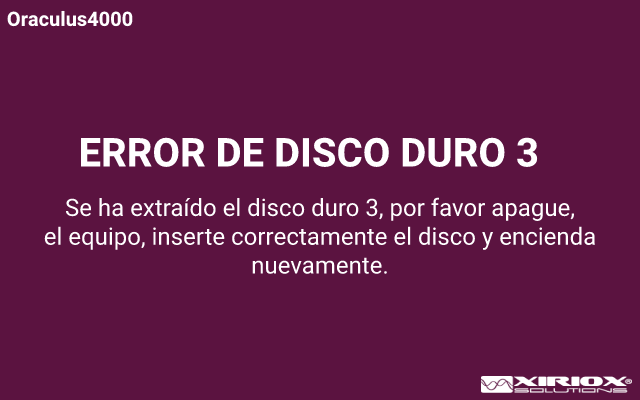 Oraculus4000
ERROR DE DISCO DURO 3
Se ha extraído el disco duro 3, por favor apague,
el equipo, inserte correctamente el disco y encienda
nuevamente.
XIRIOX®
SOLUTIONS